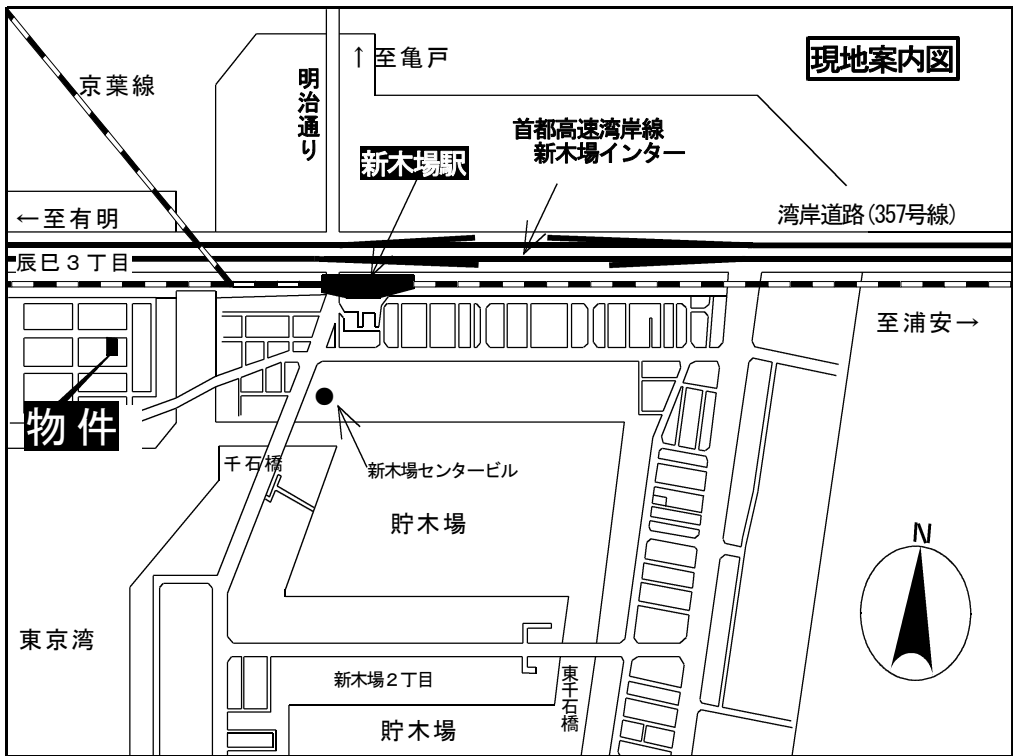 現地案内図
京葉線
↑至亀戸
明治通り
首都高速湾岸線
新木場インター
新木場駅
←至有明
湾岸道路(357号線)
辰巳3丁目
至浦安→
物件
千石橋
新木場センタービル
貯木場
N
東京湾
新木場2丁目
東千石橋
貯木場